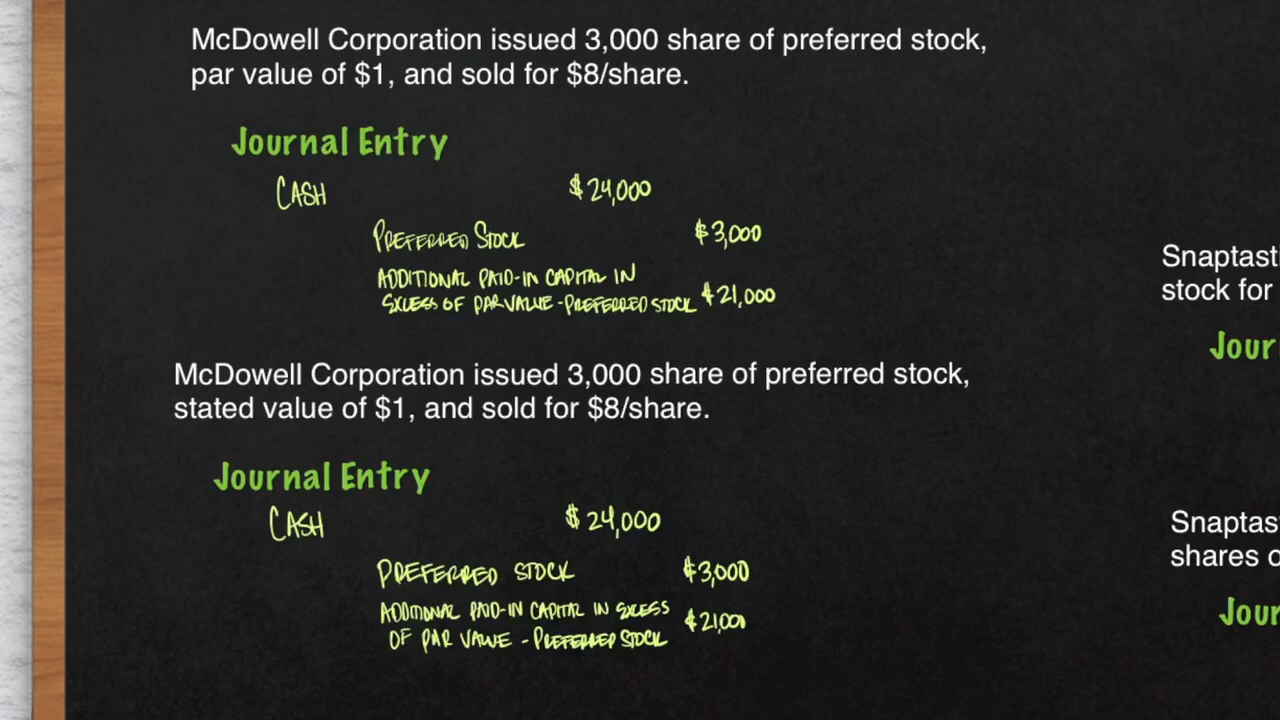 McDowell Corporation issued 3,000 share of preferred stock,
par value of $1, and sold for $8/share.
Journal Entry
CASH $24,000
PREFERRED STOCK $3,000
ADDITIONAL PAID-IN CAPITAL IN
EXCESS OF PAR VALUE - PREFERRED STOCK $21,000
McDowell Corporation issued 3,000 share of preferred stock,
stated value of $1, and sold for $8/share.
Journal Entry
CASH $24,000
PREFERRED STOCK $3,000
ADDITIONAL PAID-IN CAPITAL IN EXCESS
OF PAR VALUE - PREFERRED STOCK $21,000
Snaptasti
stock for
Jour
Snaptas
shares o
Jour